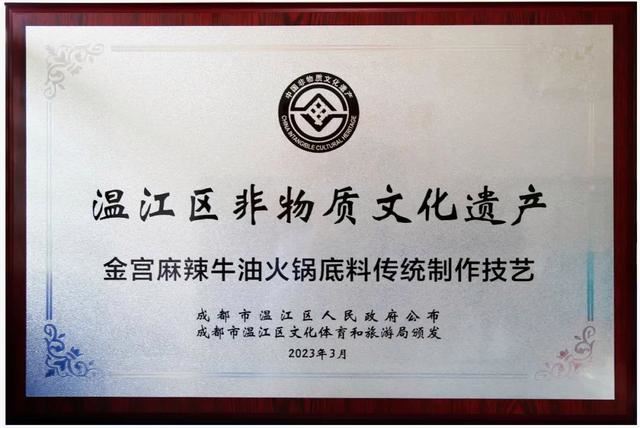 中国非物质文化遗产
CHINA INTANGIBLE CULTURAL HERITAGE
温江区非物质文化遗产
金宫麻辣牛油火锅底料传统制作技艺
成都市温江区人民政府公布
成都市温江区文化体育和旅游局颁发
2023年3月